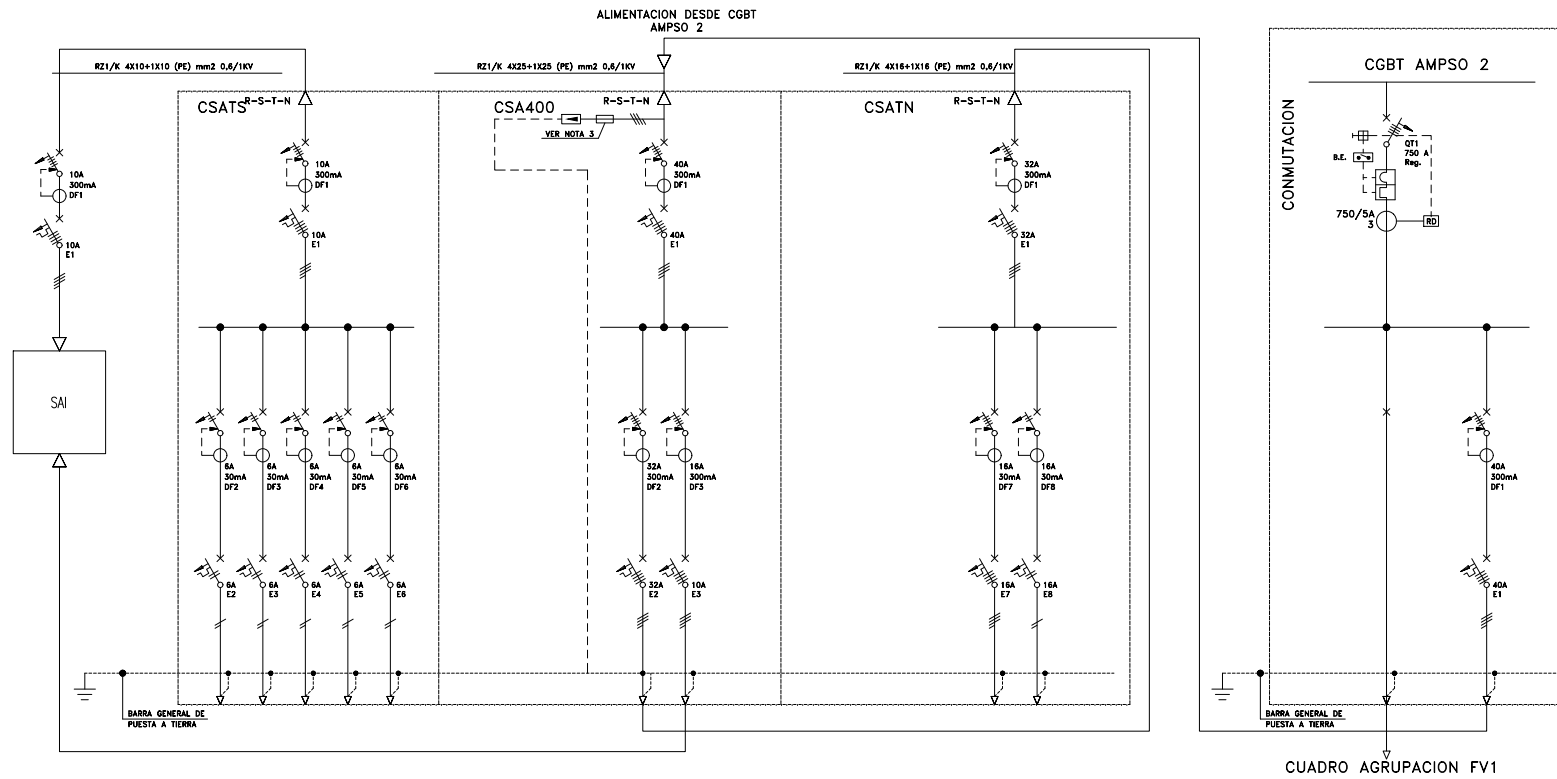 ALIMENTACION DESDE CGBT
AMPSO 2
RZ1/K 4X10+1X10 (PE) mm2 0,6/1KV
RZ1/K 4X25+1X25 (PE) mm2 0,6/1KV
RZ1/K 4X16+1X16 (PE) mm2 0,6/1KV
CGBT AMPSO 2
CSATS
R-S-T-N
CSA400
R-S-T-N
CSATN
R-S-T-N
VER NOTA 3
CONMUTACION
QT1
750 A
Reg.
B.E.
750/5A
3
RD
10A
300mA
DF1
10A
E1
10A
300mA
DF1
10A
E1
40A
300mA
DF1
40A
E1
32A
300mA
DF1
32A
E1
SAI
6A
30mA
DF2
6A
30mA
DF3
6A
30mA
DF4
6A
30mA
DF5
6A
30mA
DF6
32A
300mA
DF2
16A
300mA
DF3
16A
30mA
DF7
16A
30mA
DF8
40A
300mA
DF1
6A
E2
6A
E3
6A
E4
6A
E5
6A
E6
32A
E2
10A
E3
16A
E7
16A
E8
40A
E1
BARRA GENERAL DE
PUESTA A TIERRA
BARRA GENERAL DE
PUESTA A TIERRA
CUADRO AGRUPACION FV1